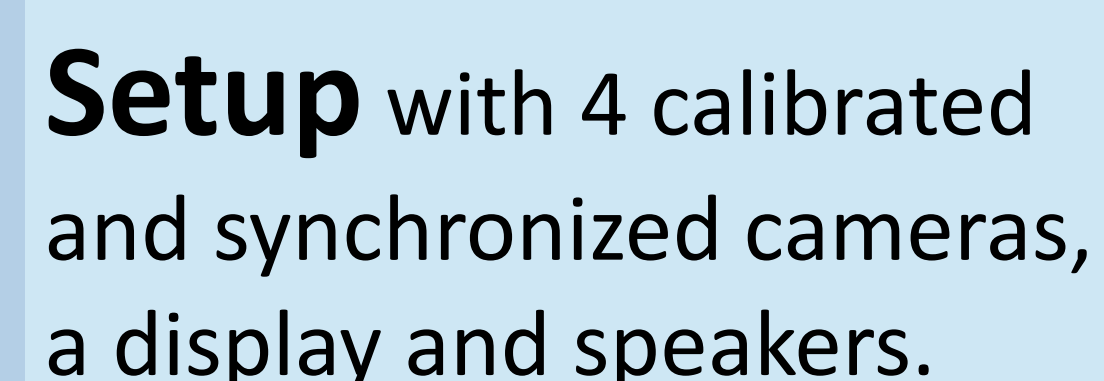 Setup with 4 calibrated
and synchronized cameras,
a display and speakers.